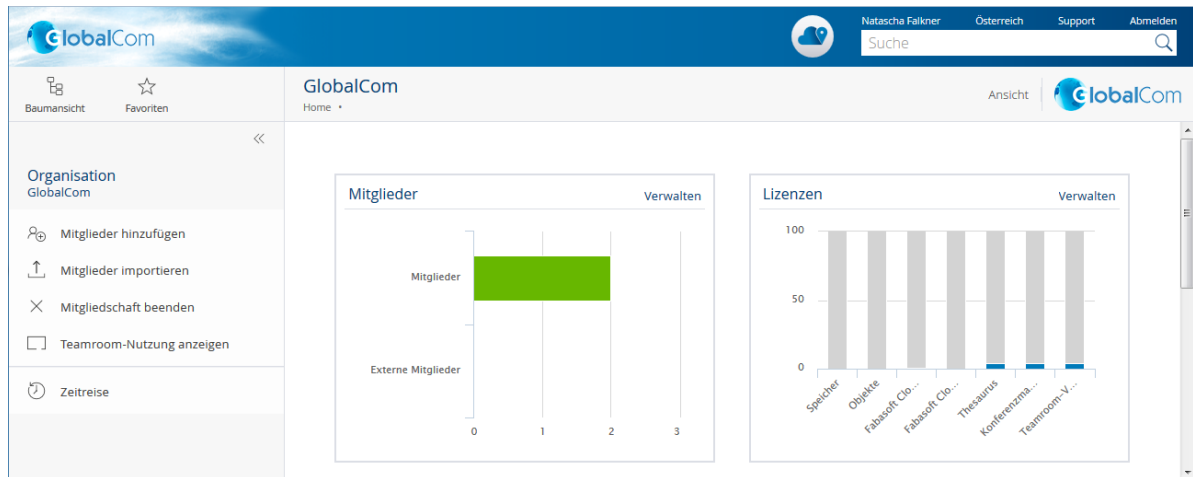 GlobalCom
Natascha Falkner Österreich Support Abmelden
Suche
Baumansicht Favoriten
GlobalCom
Home •
Ansicht
GlobalCom
Organisation
GlobalCom
Mitglieder hinzufügen
Mitglieder importieren
Mitgliedschaft beenden
Teamroom-Nutzung anzeigen
Zeitreise
Mitglieder Verwalten
Mitglieder
Externe Mitglieder
0 1 2 3
Lizenzen Verwalten
100
50
0
Speicher
Objekte
Fabasoft Clo...
Fabasoft Clo...
Thesaurus
Konferenzma...
Teamroom-V...